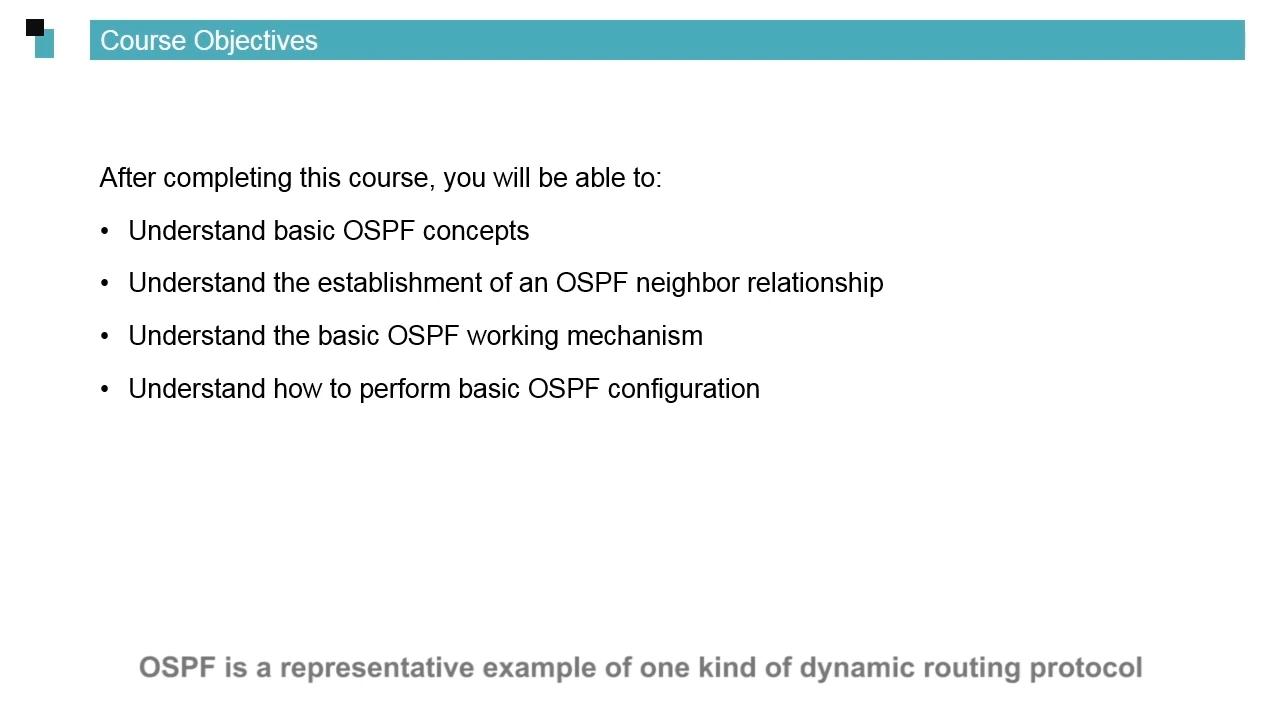 Course Objectives
After completing this course, you will be able to:
• Understand basic OSPF concepts
• Understand the establishment of an OSPF neighbor relationship
• Understand the basic OSPF working mechanism
• Understand how to perform basic OSPF configuration
OSPF is a representative example of one kind of dynamic routing protocol